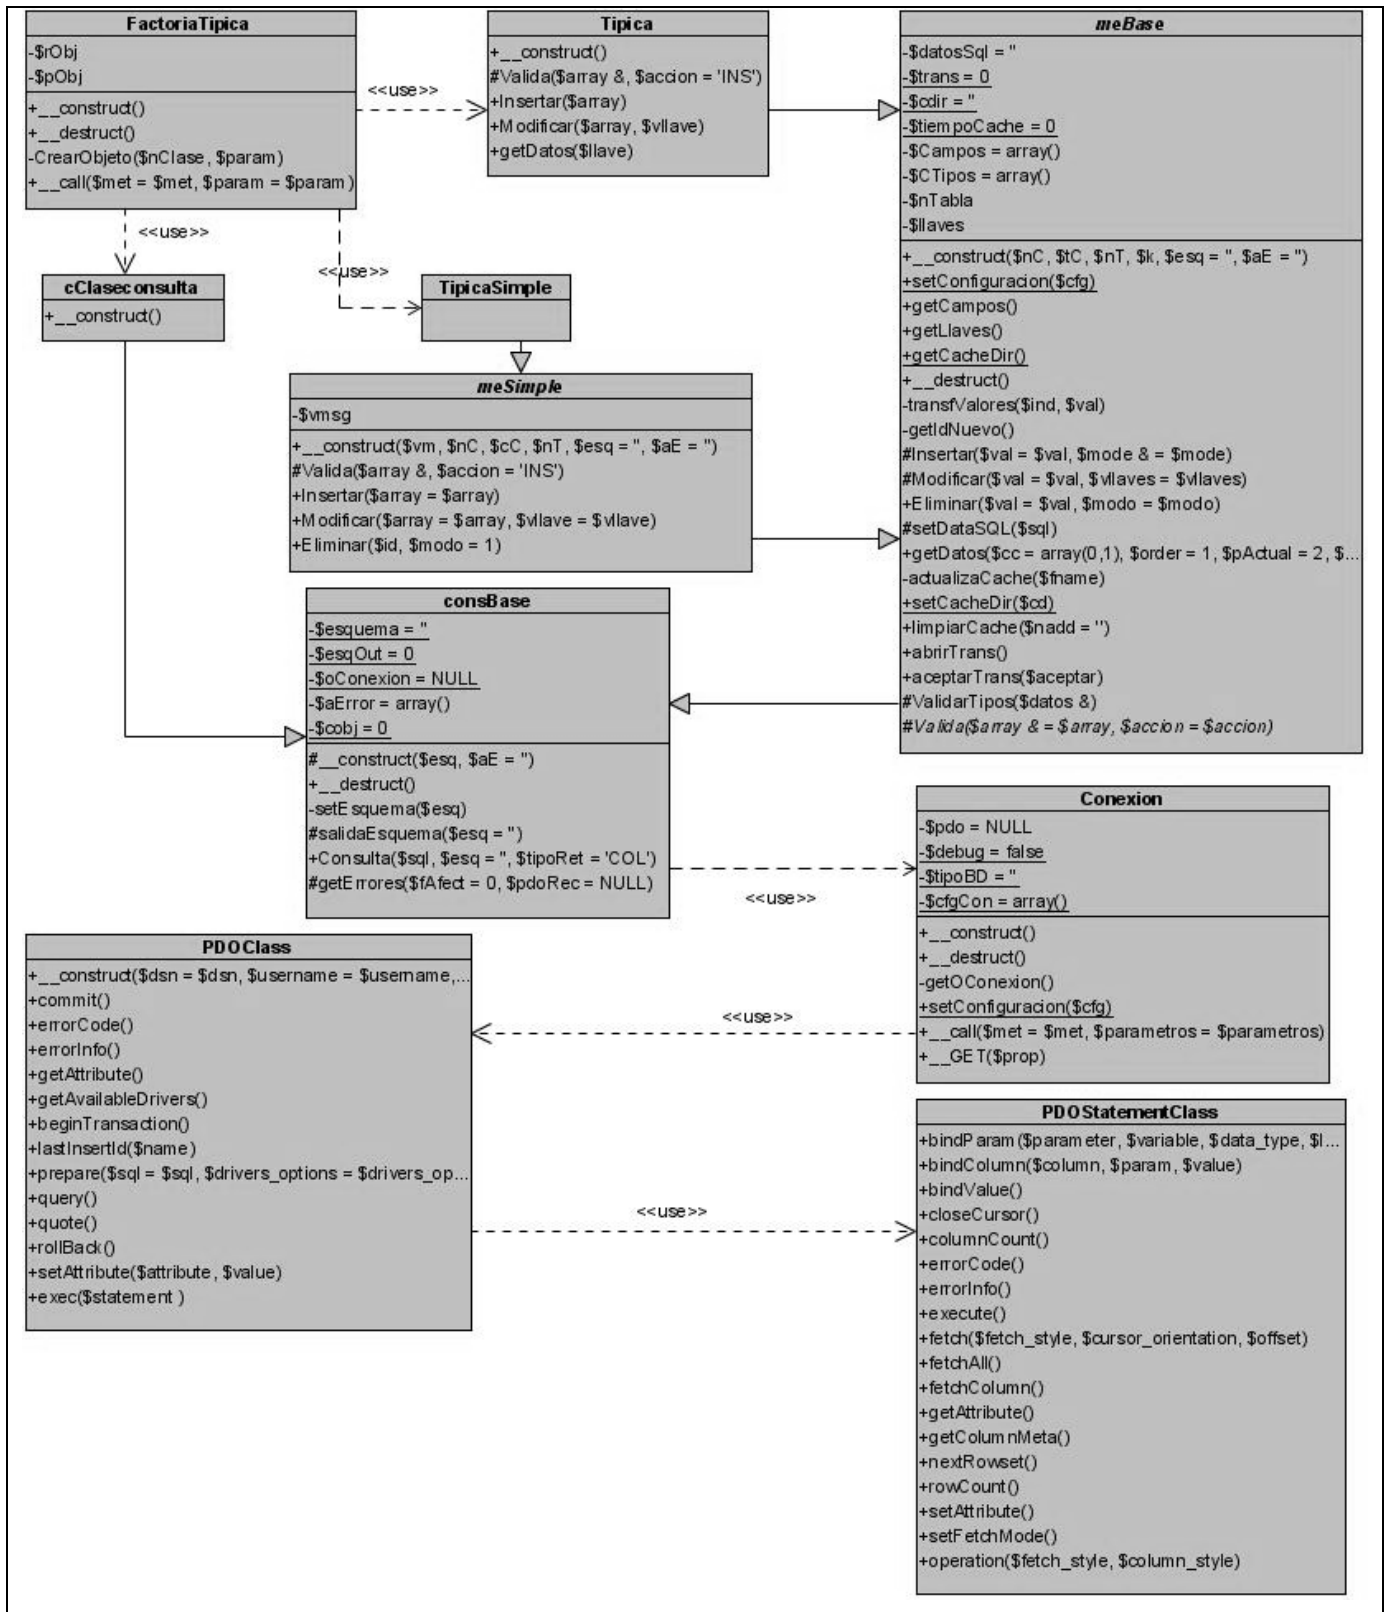 FactoriaTipica
-$rObj
-$pObj
+__construct()
+__destruct()
-CrearObjeto($nClase, $param)
+__call($met = $met, $param = $param)
<<use>>
Tipica
+__construct()
#Valida($array &, $accion = 'INS')
+Insertar($array)
+Modificar($array, $vllave)
+getDatos($llave)
meBase
-$datosSql = ''
-$trans = 0
-$cdir = ''
-$tiempoCache = 0
-$Campos = array()
-$CTipos = array()
-$nTabla
-$llaves
+__construct($nC, $tC, $nT, $k, $esq = '', $aE = '')
+setConfiguracion($cfg)
+getCampos()
+getLlaves()
+getCacheDir()
+__destruct()
-transfValores($ind, $val)
-getIdNuevo()
#Insertar($val = $val, $mode & = $mode)
#Modificar($val = $val, $vllaves = $vllaves)
+Eliminar($val = $val, $modo = $modo)
#setDataSQL($sql)
+getDatos($cc = array(0,1), $order = 1, $pActual = 2, $...
-actualizaCache($fname)
+setCacheDir($cd)
+limpiarCache($nadd = '')
+abrirTrans()
+aceptarTrans($aceptar)
#ValidarTipos($datos &)
#Valida($array & = $array, $accion = $accion)
<<use>>
<<use>>
cClaseconsulta
+__construct()
TipicaSimple
meSimple
-$vmsg
+__construct($vm, $nC, $cC, $nT, $esq = '', $aE = '')
#Valida($array &, $accion = 'INS')
+Insertar($array = $array)
+Modificar($array = $array, $vllave = $vllave)
+Eliminar($id, $modo = 1)
consBase
-$esquema = ''
-$esqOut = 0
-$oConexion = NULL
-$aError = array()
-$cobj = 0
#__construct($esq, $aE = '')
+__destruct()
-setEsquema($esq)
#salidaEsquema($esq = '')
+Consulta($sql, $esq = '', $tipoRet = 'COL')
#getErrores($fAfect = 0, $pdoRec = NULL)
<<use>>
Conexion
-$pdo = NULL
-$debug = false
-$tipoBD = ''
-$cfgCon = array()
+__construct()
+__destruct()
-getOConexion()
+setConfiguracion($cfg)
+__call($met = $met, $parametros = $parametros)
+__GET($prop)
<<use>>
PDOClass
+__construct($dsn = $dsn, $username = $username,...
+commit()
+errorCode()
+errorInfo()
+getAttribute()
+getAvailableDrivers()
+beginTransaction()
+lastInsertId($name)
+prepare($sql = $sql, $drivers_options = $drivers_op...
+query()
+quote()
+rollBack()
+setAttribute($attribute, $value)
+exec($statement )
<<use>>
PDOStatementClass
+bindParam($parameter, $variable, $data_type, $l...
+bindColumn($column, $param, $value)
+bindValue()
+closeCursor()
+columnCount()
+errorCode()
+errorInfo()
+execute()
+fetch($fetch_style, $cursor_orientation, $offset)
+fetchAll()
+fetchColumn()
+getAttribute()
+getColumnMeta()
+nextRowset()
+rowCount()
+setAttribute()
+setFetchMode()
+operation($fetch_style, $column_style)